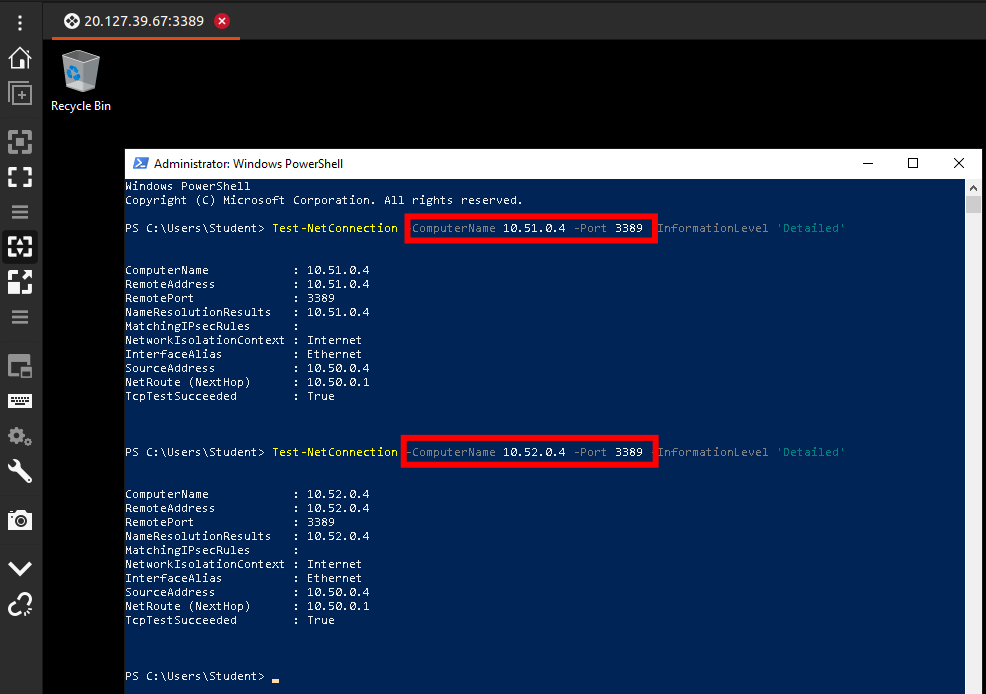 20.127.39.67:3389
Recycle Bin
Administrator: Windows PowerShell
Windows PowerShell
Copyright (C) Microsoft Corporation. All rights reserved.
PS C:\Users\Student> Test-NetConnection -ComputerName 10.51.0.4 -Port 3389 InformationLevel 'Detailed'
ComputerName : 10.51.0.4
RemoteAddress : 10.51.0.4
RemotePort : 3389
NameResolutionResults : 10.51.0.4
MatchingIPsecRules :
NetworkIsolationContext : Internet
InterfaceAlias : Ethernet
SourceAddress : 10.50.0.4
NetRoute (NextHop) : 10.50.0.1
TcpTestSucceeded : True
PS C:\Users\Student> Test-NetConnection -ComputerName 10.52.0.4 -Port 3389 InformationLevel 'Detailed'
ComputerName : 10.52.0.4
RemoteAddress : 10.52.0.4
RemotePort : 3389
NameResolutionResults : 10.52.0.4
MatchingIPsecRules :
NetworkIsolationContext : Internet
InterfaceAlias : Ethernet
SourceAddress : 10.50.0.4
NetRoute (NextHop) : 10.50.0.1
TcpTestSucceeded : True
PS C:\Users\Student>